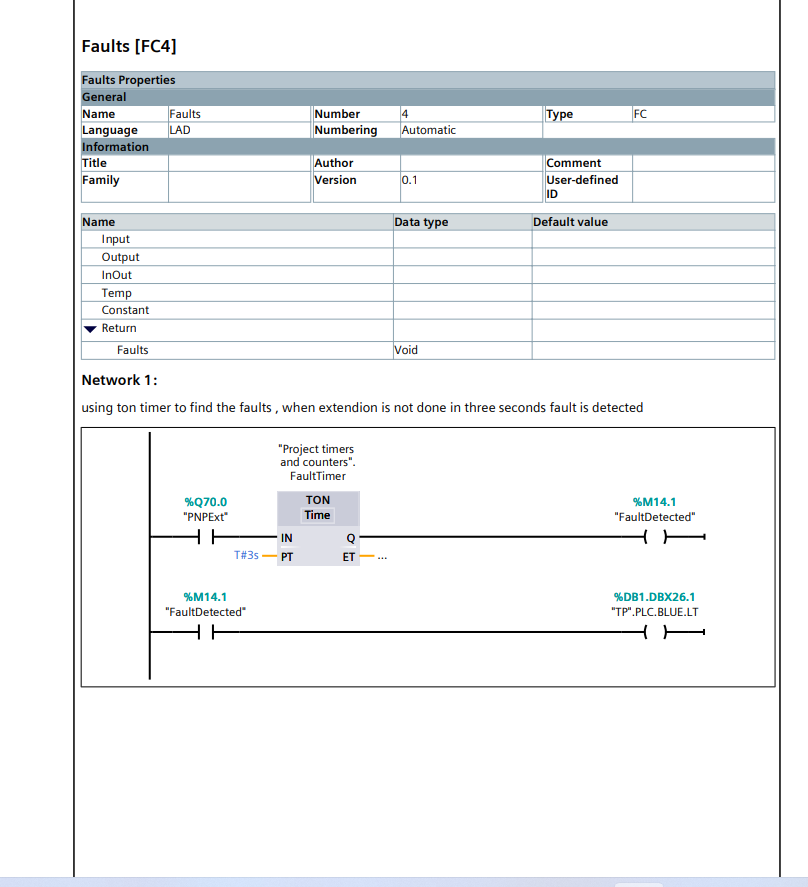 Faults [FC4]
Faults Properties
General
Name Faults Number 4 Type FC
Language LAD Numbering Automatic
Information
Title Author Comment
Family Version 0.1 User-defined ID
Name Data type Default value
Input
Output
InOut
Temp
Constant
Return
Faults Void
Network 1:
using ton timer to find the faults , when extendion is not done in three seconds fault is detected
"Project timers
and counters".
FaultTimer
%Q70.0 TON %M14.1
"PNPExt" Time "FaultDetected"
IN Q
T#3s PT ET ...
%M14.1 %DB1.DBX26.1
"FaultDetected" "TP".PLC.BLUE.LT